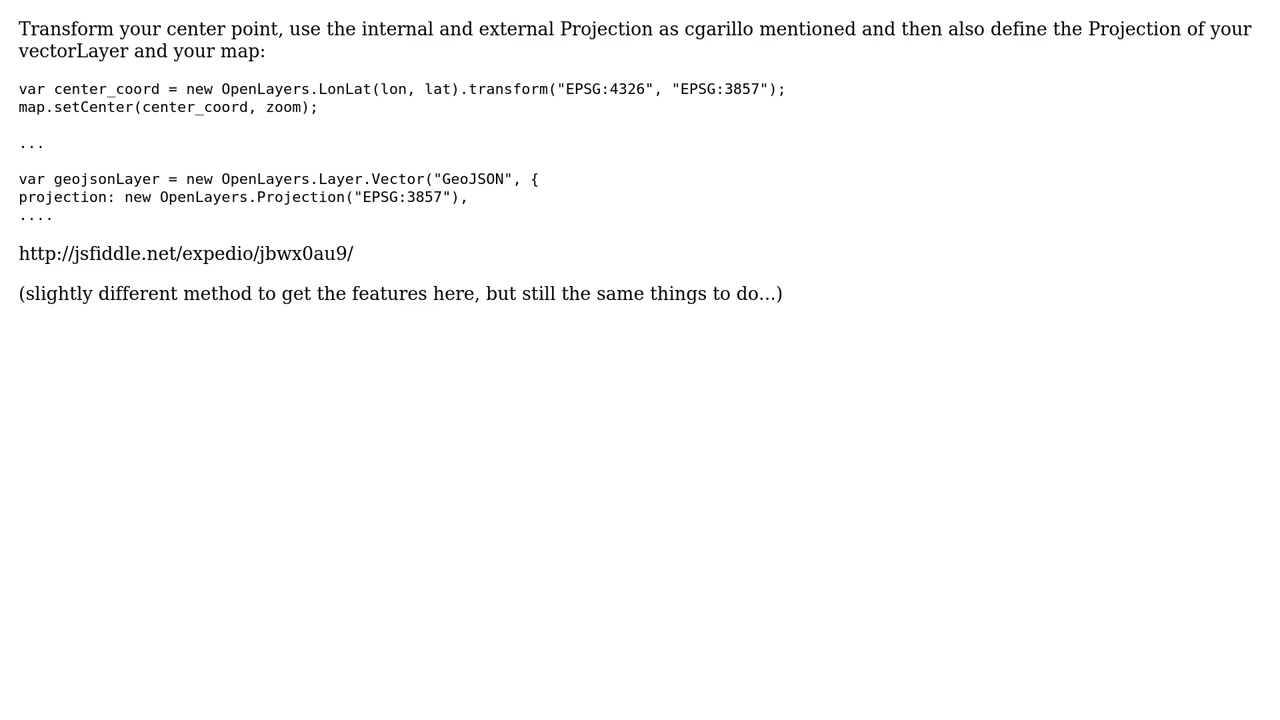 Transform your center point, use the internal and external Projection as cgarillo mentioned and then also define the Projection of your
vectorLayer and your map:
var center_coord = new OpenLayers.LonLat(lon, lat).transform("EPSG:4326", "EPSG:3857");
map.setCenter(center_coord, zoom);
...
var geojsonLayer = new OpenLayers.Layer.Vector("GeoJSON", {
projection: new OpenLayers.Projection("EPSG:3857"),
....
http://jsfiddle.net/expedio/jbwx0au9/
(slightly different method to get the features here, but still the same things to do...)